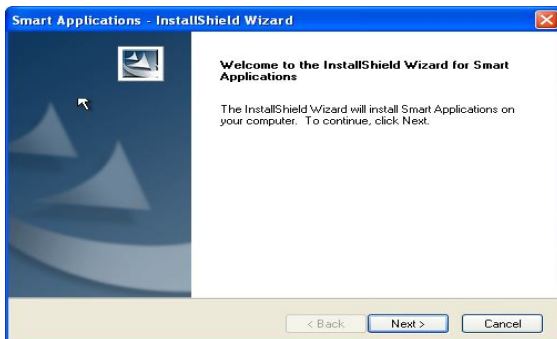 Smart Applications - InstallShield Wizard
Welcome to the InstallShield Wizard for Smart
Applications
The InstallShield Wizard will install Smart Applications on
your computer. To continue, click Next.
< Back
Next >
Cancel